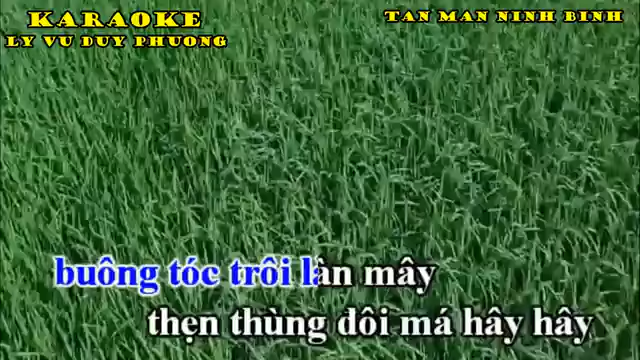 KARAOKE
TAN MAN NINH BINH
LY VU DUY PHUONG
buông tóc trôi làn mây
thẹn thùng đôi má hây hây